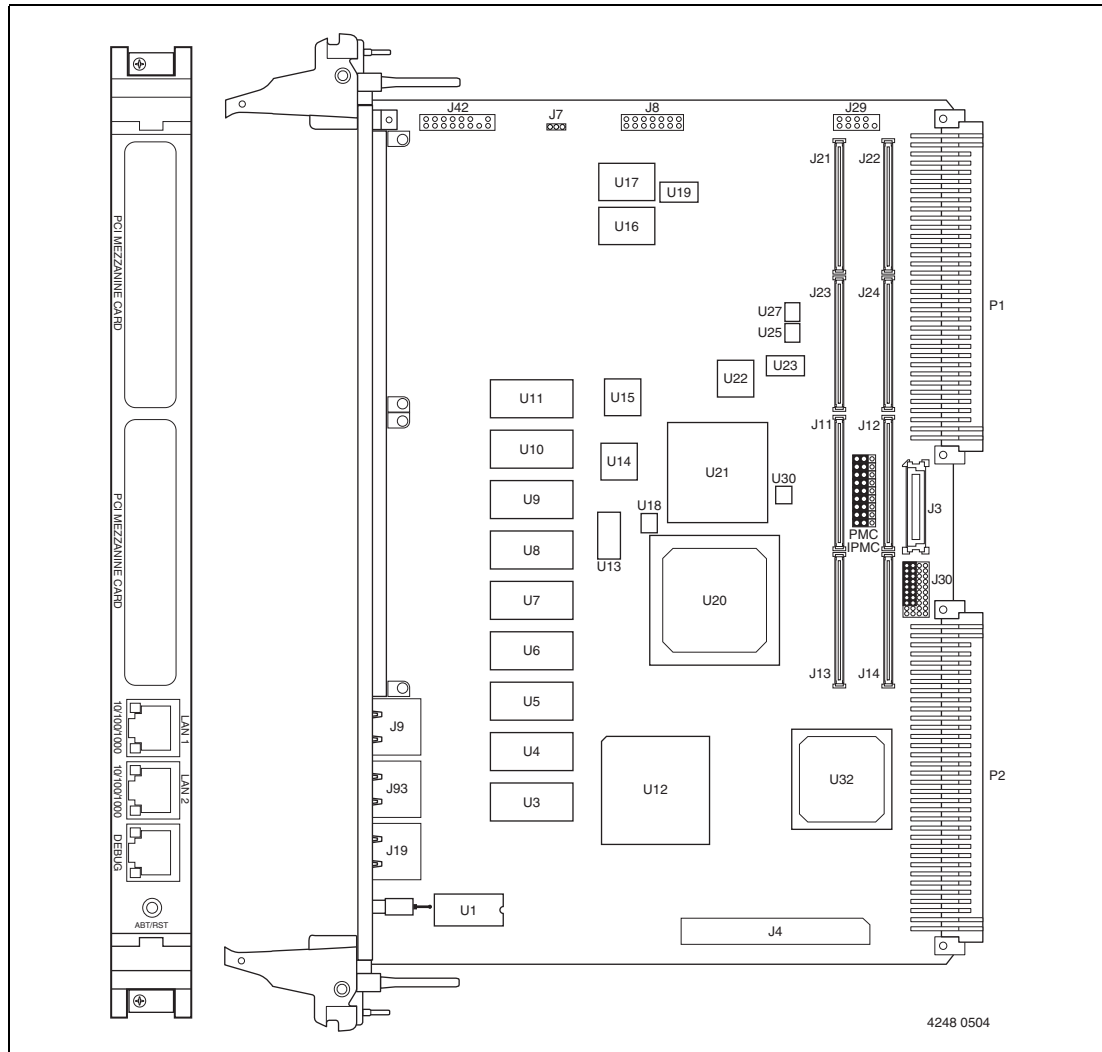 J42
J7
J8
J29
J21
J22
U17
U19
U16
PCI MEZZANINE CARD
J23
J24
U27
U25
P1
U23
U22
U11
U15
J11
J12
U10
U14
U21
U30
U9
U18
J3
PMC
IPMC
U8
U13
J30
PCI MEZZANINE CARD
U7
U20
U6
J13
J14
U5
LAN 1
10/100/1000
J9
U4
U12
U32
P2
LAN 2
10/100/1000
J93
U3
DEBUG
J19
U1
ABT/RST
J4
4248 0504